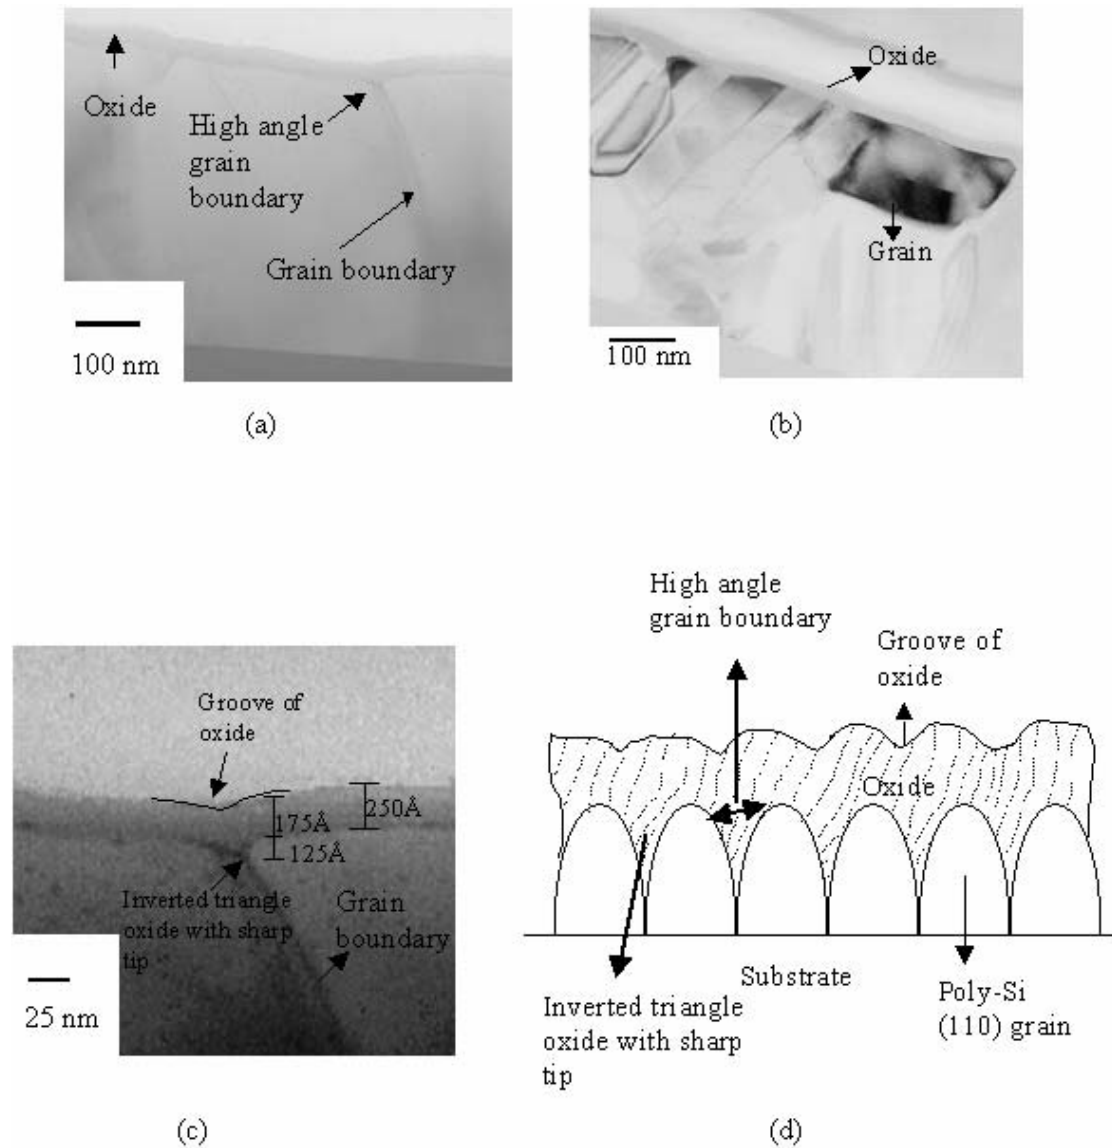 Oxide
High angle
grain
boundary
Grain boundary
100 nm
(a)
Oxide
Grain
100 nm
(b)
Groove of
oxide
250Å
175Å
125Å
Inverted triangle
oxide with sharp
tip
Grain
boundary
25 nm
(c)
High angle
grain boundary
Groove of
oxide
Oxide
Substrate
Inverted triangle
oxide with sharp
tip
Poly-Si
(110) grain
(d)